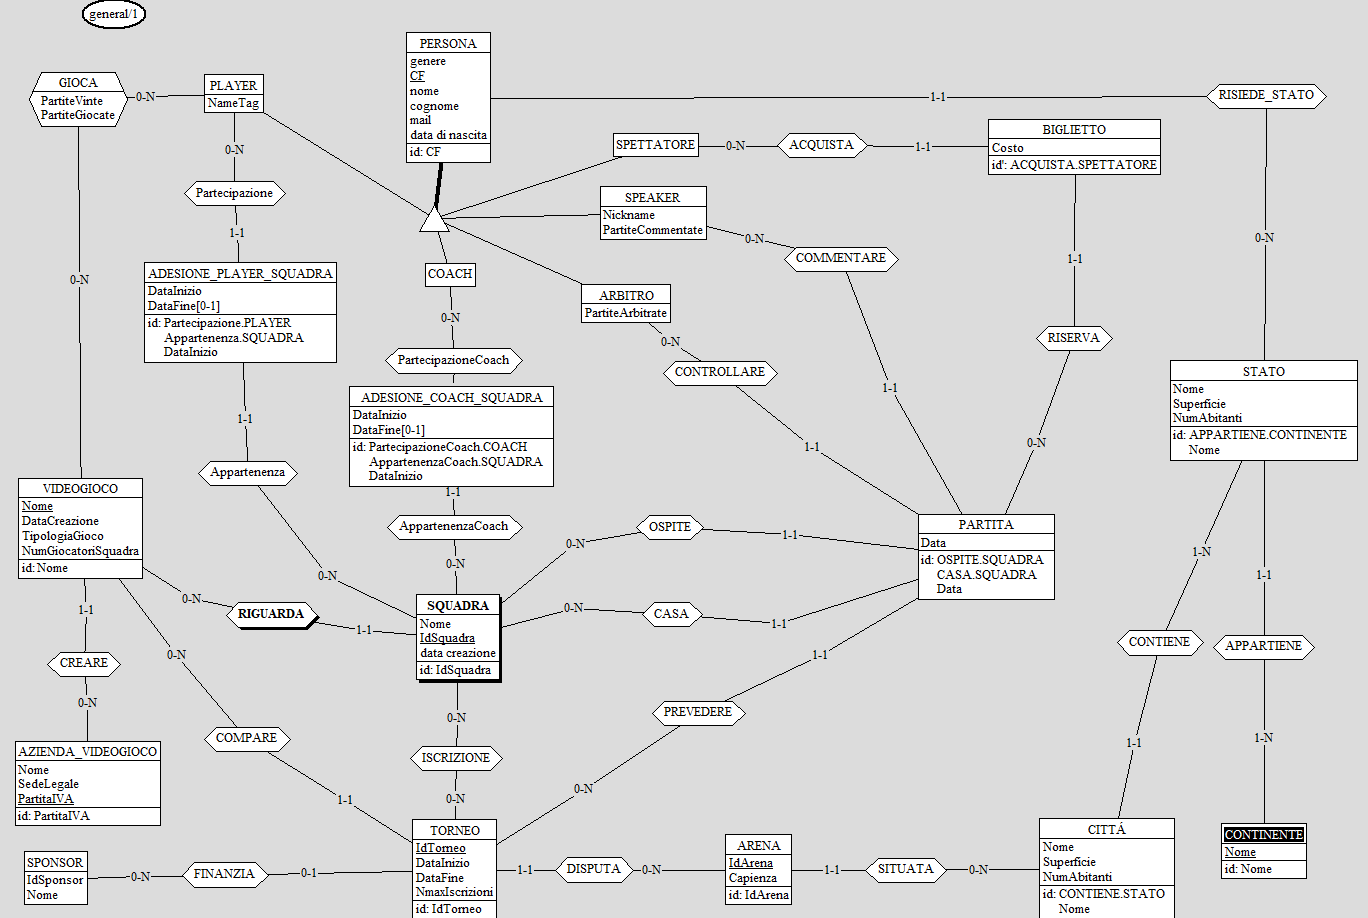 general/1
PERSONA
genere
CF
nome
cognome
mail
data di nascita
id: CF
GIOCA
PartiteVinte
PartiteGiocate
0-N
PLAYER
NameTag
1-1
RISIEDE_STATO
SPETTATORE
0-N
ACQUISTA
1-1
BIGLIETTO
Costo
id': ACQUISTA.SPETTATORE
0-N
Partecipazione
1-1
SPEAKER
Nickname
PartiteCommentate
0-N
COMMENTARE
0-N
1-1
ADESIONE_PLAYER_SQUADRA
DataInizio
DataFine[0-1]
id: Partecipazione.PLAYER
Appartenenza.SQUADRA
DataInizio
COACH
0-N
ARBITRO
PartiteArbitrate
0-N
CONTROLLARE
RISERVA
0-N
PartecipazioneCoach
ADESIONE_COACH_SQUADRA
DataInizio
DataFine[0-1]
id: PartecipazioneCoach.COACH
AppartenenzaCoach.SQUADRA
DataInizio
1-1
1-1
1-1
0-N
STATO
Nome
Superficie
NumAbitanti
id: APPARTIENE.CONTINENTE
Nome
1-1
Appartenenza
1-1
AppartenenzaCoach
0-N
0-N
VIDEOGIOCO
Nome
DataCreazione
TipologiaGioco
NumGiocatoriSquadra
id: Nome
OSPITE
0-N
1-1
PARTITA
Data
id: OSPITE.SQUADRA
CASA.SQUADRA
Data
1-N
1-1
0-N
RIGUARDA
1-1
SQUADRA
Nome
IdSquadra
data creazione
id: IdSquadra
0-N
CASA
1-1
1-1
CREARE
0-N
0-N
COMPARE
1-1
1-1
PREVEDERE
0-N
CONTIENE
APPARTIENE
1-1
1-N
0-N
ISCRIZIONE
0-N
AZIENDA_VIDEOGIOCO
Nome
SedeLegale
PartitaIVA
id: PartitaIVA
SPONSOR
IdSponsor
Nome
0-N
FINANZIA
0-1
TORNEO
IdTorneo
DataInizio
DataFine
NmaxIscrizioni
id: IdTorneo
1-1
DISPUTA
0-N
ARENA
IdArena
Capienza
id: IdArena
1-1
SITUATA
0-N
CITTÁ
Nome
Superficie
NumAbitanti
id: CONTIENE.STATO
Nome
CONTINENTE
Nome
id: Nome